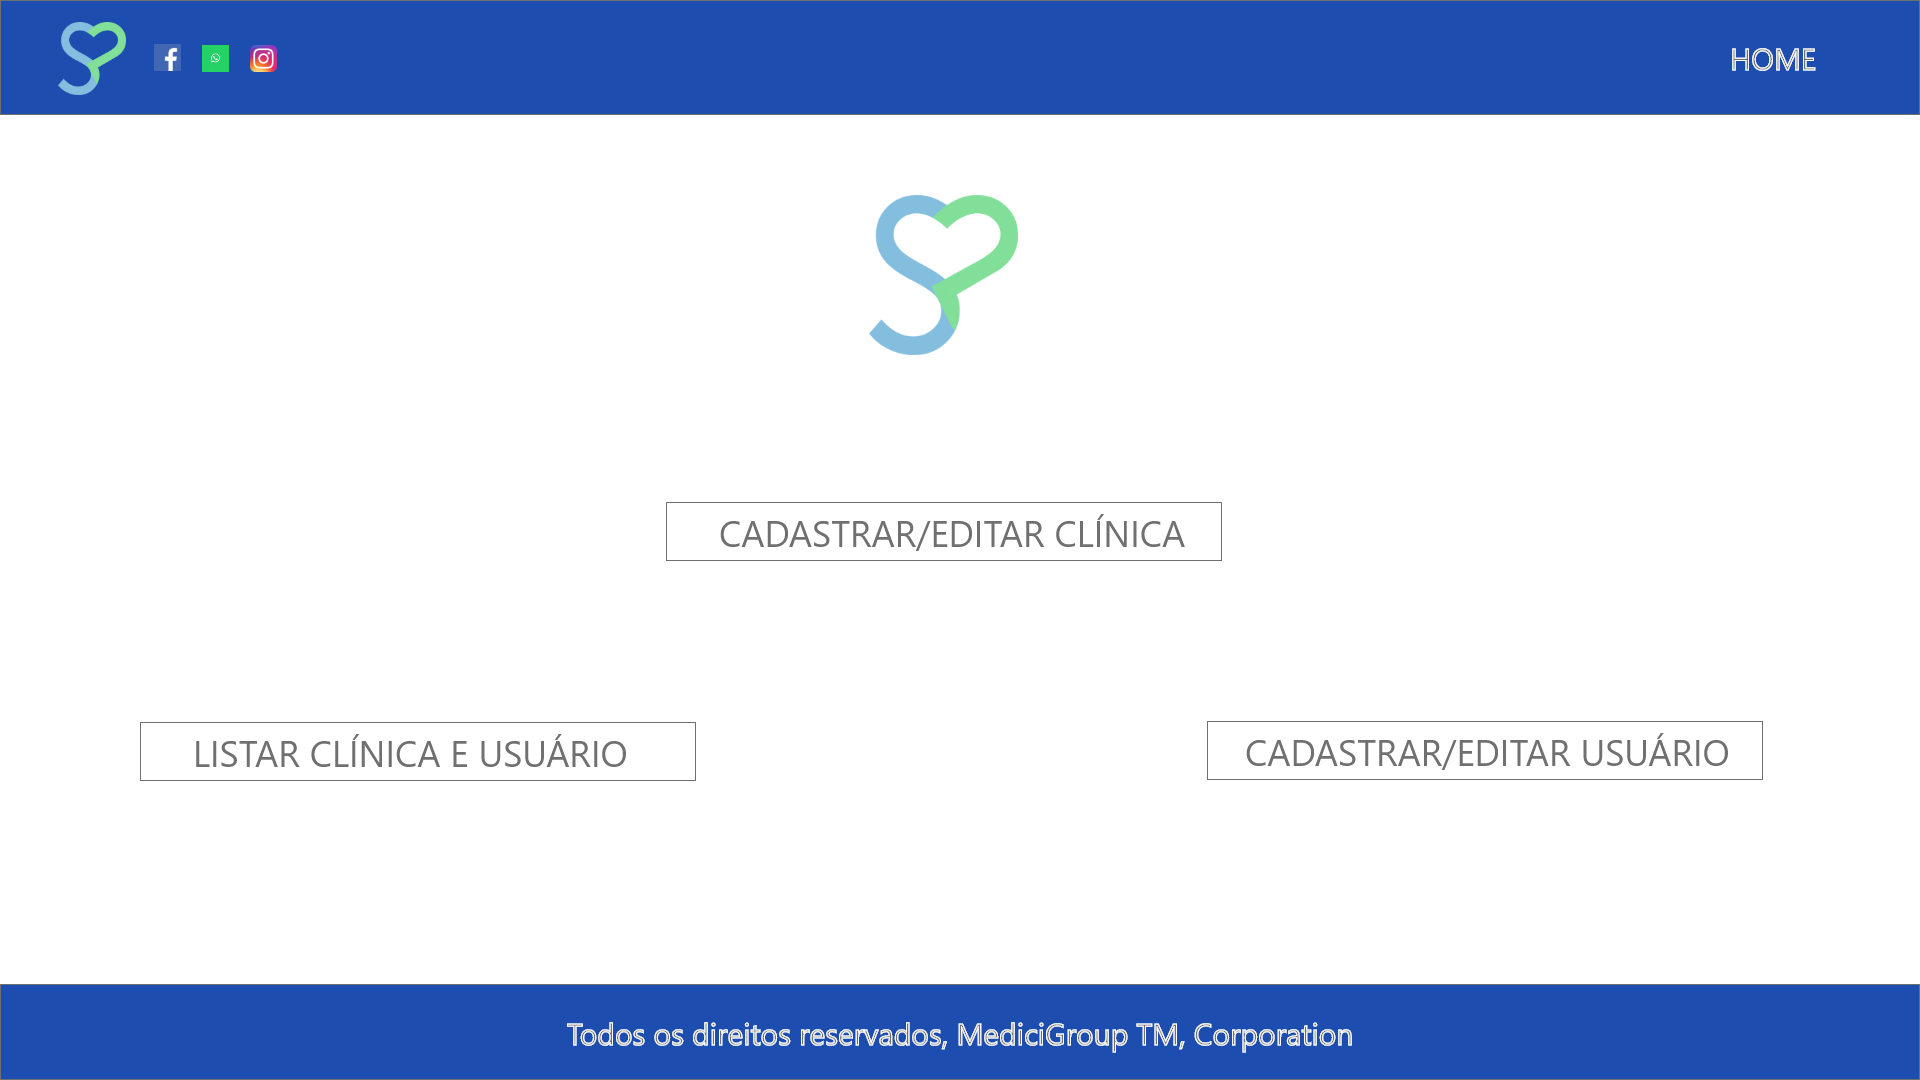 HOME
CADASTRAR/EDITAR CLÍNICA
LISTAR CLÍNICA E USUÁRIO
CADASTRAR/EDITAR USUÁRIO
Todos os direitos reservados, MediciGroup TM, Corporation